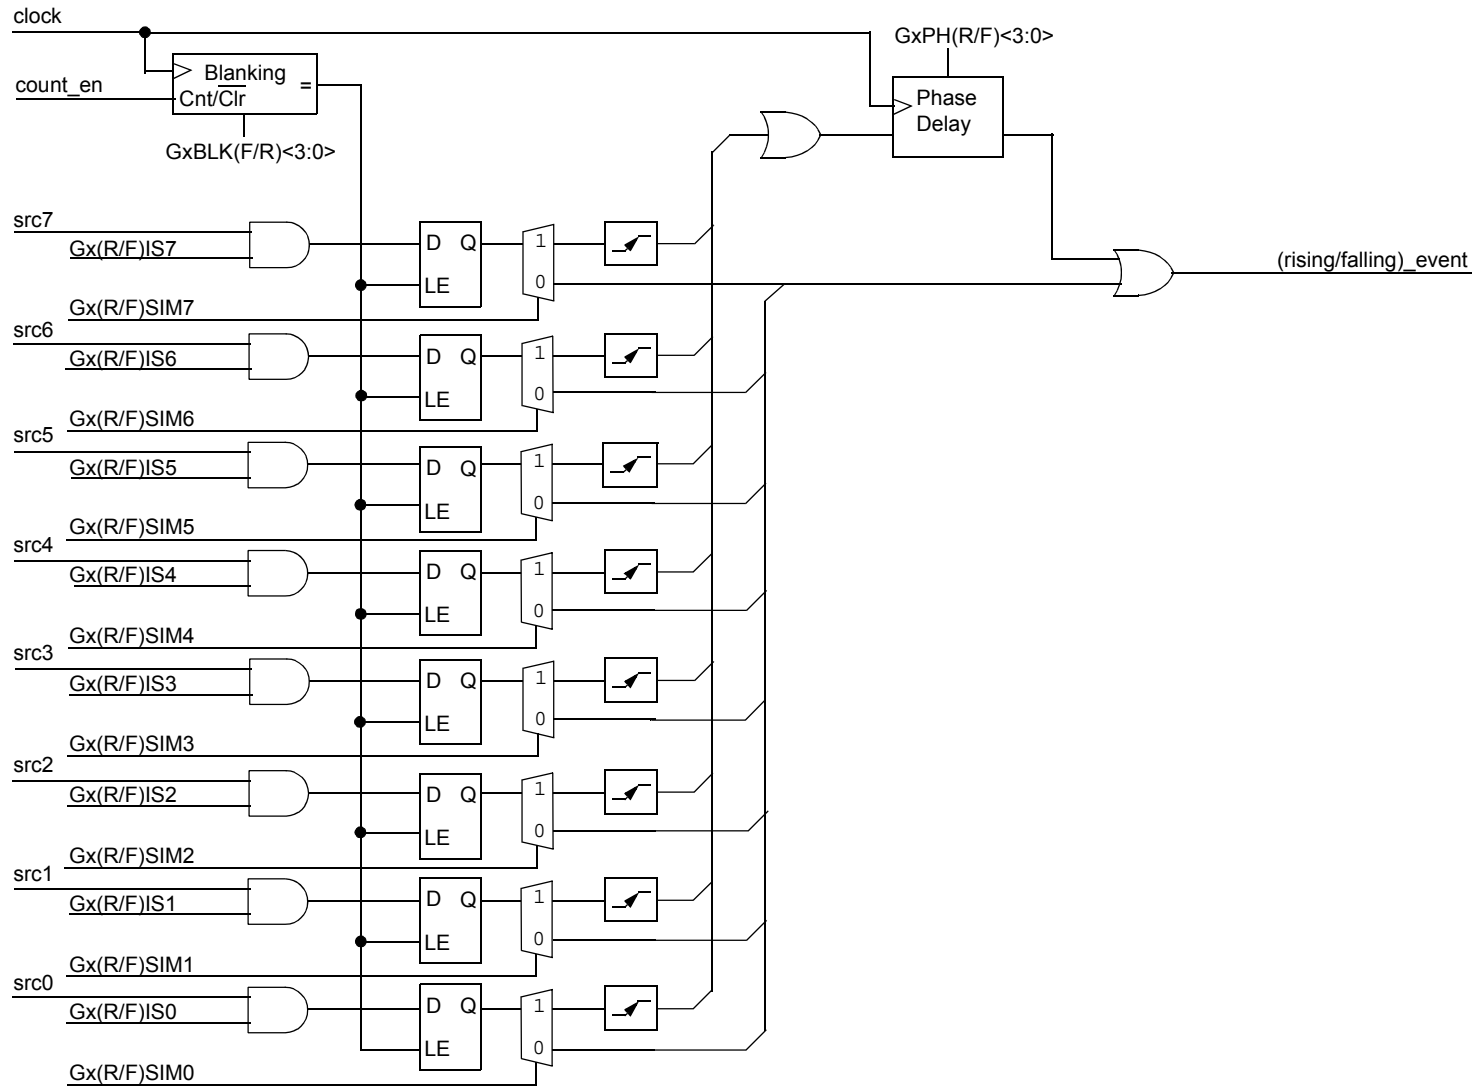 clock
GxPH(R/F)<3:0>
Blanking
=
count_en
Cnt/Clr
Phase
Delay
GxBLK(F/R)<3:0>
src7
Gx(R/F)IS7
D Q
1
LE
0
(rising/falling)_event
Gx(R/F)SIM7
src6
Gx(R/F)IS6
D Q
1
LE
0
Gx(R/F)SIM6
src5
Gx(R/F)IS5
D Q
1
LE
0
Gx(R/F)SIM5
src4
Gx(R/F)IS4
D Q
1
LE
0
Gx(R/F)SIM4
src3
Gx(R/F)IS3
D Q
1
LE
0
Gx(R/F)SIM3
src2
Gx(R/F)IS2
D Q
1
LE
0
Gx(R/F)SIM2
src1
Gx(R/F)IS1
D Q
1
LE
0
Gx(R/F)SIM1
src0
Gx(R/F)IS0
D Q
1
LE
0
Gx(R/F)SIM0